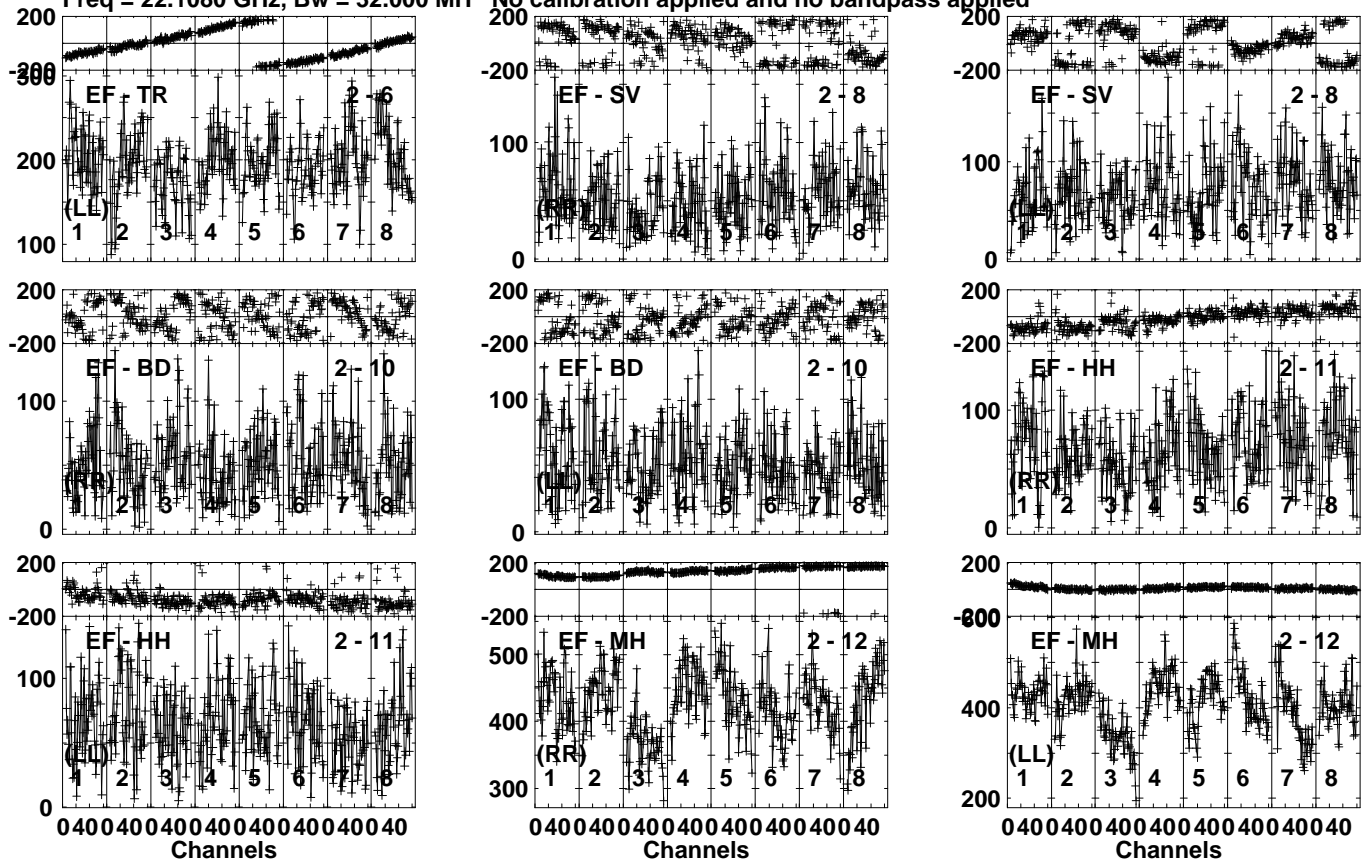 Freq = 22.1080 GHz, Bw = 32.000 MH No calibration applied and no bandpass applied
200 200 200
-200 -200 -200
300
EF - TR 2 - 6 EF - SV 2 - 8 EF - SV 2 - 8
200 100 100
(LL) (RR) (LL)
1 2 3 4 5 6 7 8 1 2 3 4 5 6 7 8 1 2 3 4 5 6 7 8
100 0 0
200 200 200
-200 -200 -200
EF - BD 2 - 10 EF - BD 2 - 10 EF - HH 2 - 11
100 100 100
(RR) (LL) (RR)
1 2 3 4 5 6 7 8 1 2 3 4 5 6 7 8 1 2 3 4 5 6 7 8
0 0 0
200 200 200
-200 -200 -200
600
EF - HH 2 - 11 EF - MH 2 - 12 EF - MH 2 - 12
100 500 400
400
(LL) (RR) (LL)
1 2 3 4 5 6 7 8 1 2 3 4 5 6 7 8 1 2 3 4 5 6 7 8
0 300 200
0 40 0 40 0 40 0 40 0 40 0 40 0 40 0 40 0 40 0 40 0 40 0 40 0 40 0 40 0 40 0 40 0 40 0 40 0 40 0 40 0 40 0 40 0 40 0 40
Channels Channels Channels